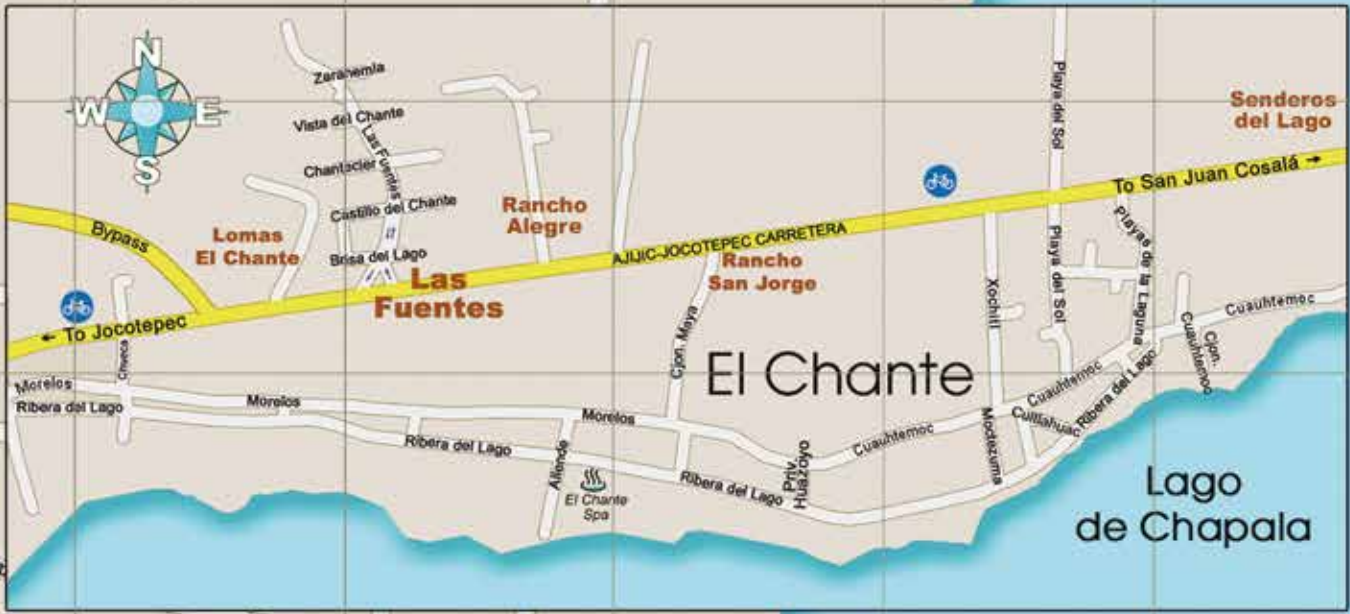 N
W E
S
Zarahemla
Vista del Chante
Las Fuentes
Chantecler
Castillo del Chante
Brisa del Lago
Lomas
El Chante
Las
Fuentes
Rancho
Alegre
Bypass
← To Jocotepec
AJIJIC-JOCOTEPEC CARRETERA
Rancho
San Jorge
Playa del Sol
Senderos
del Lago
To San Juan Cosalá →
Playas de la Laguna
Playa del Sol
Xochitl
Cuauhtemoc
Cjon.
Cuauhtemoc
Chueca
Cjon. Maya
El Chante
Morelos
Ribera del Lago
Morelos
Morelos
Ribera del Lago
Allende
El Chante
Spa
Ribera del Lago
Priv.
Huazoyo
Cuauhtemoc
Moctezuma
Cuauhtemoc
Cuitlahuac
Ribera del Lago
Lago
de Chapala